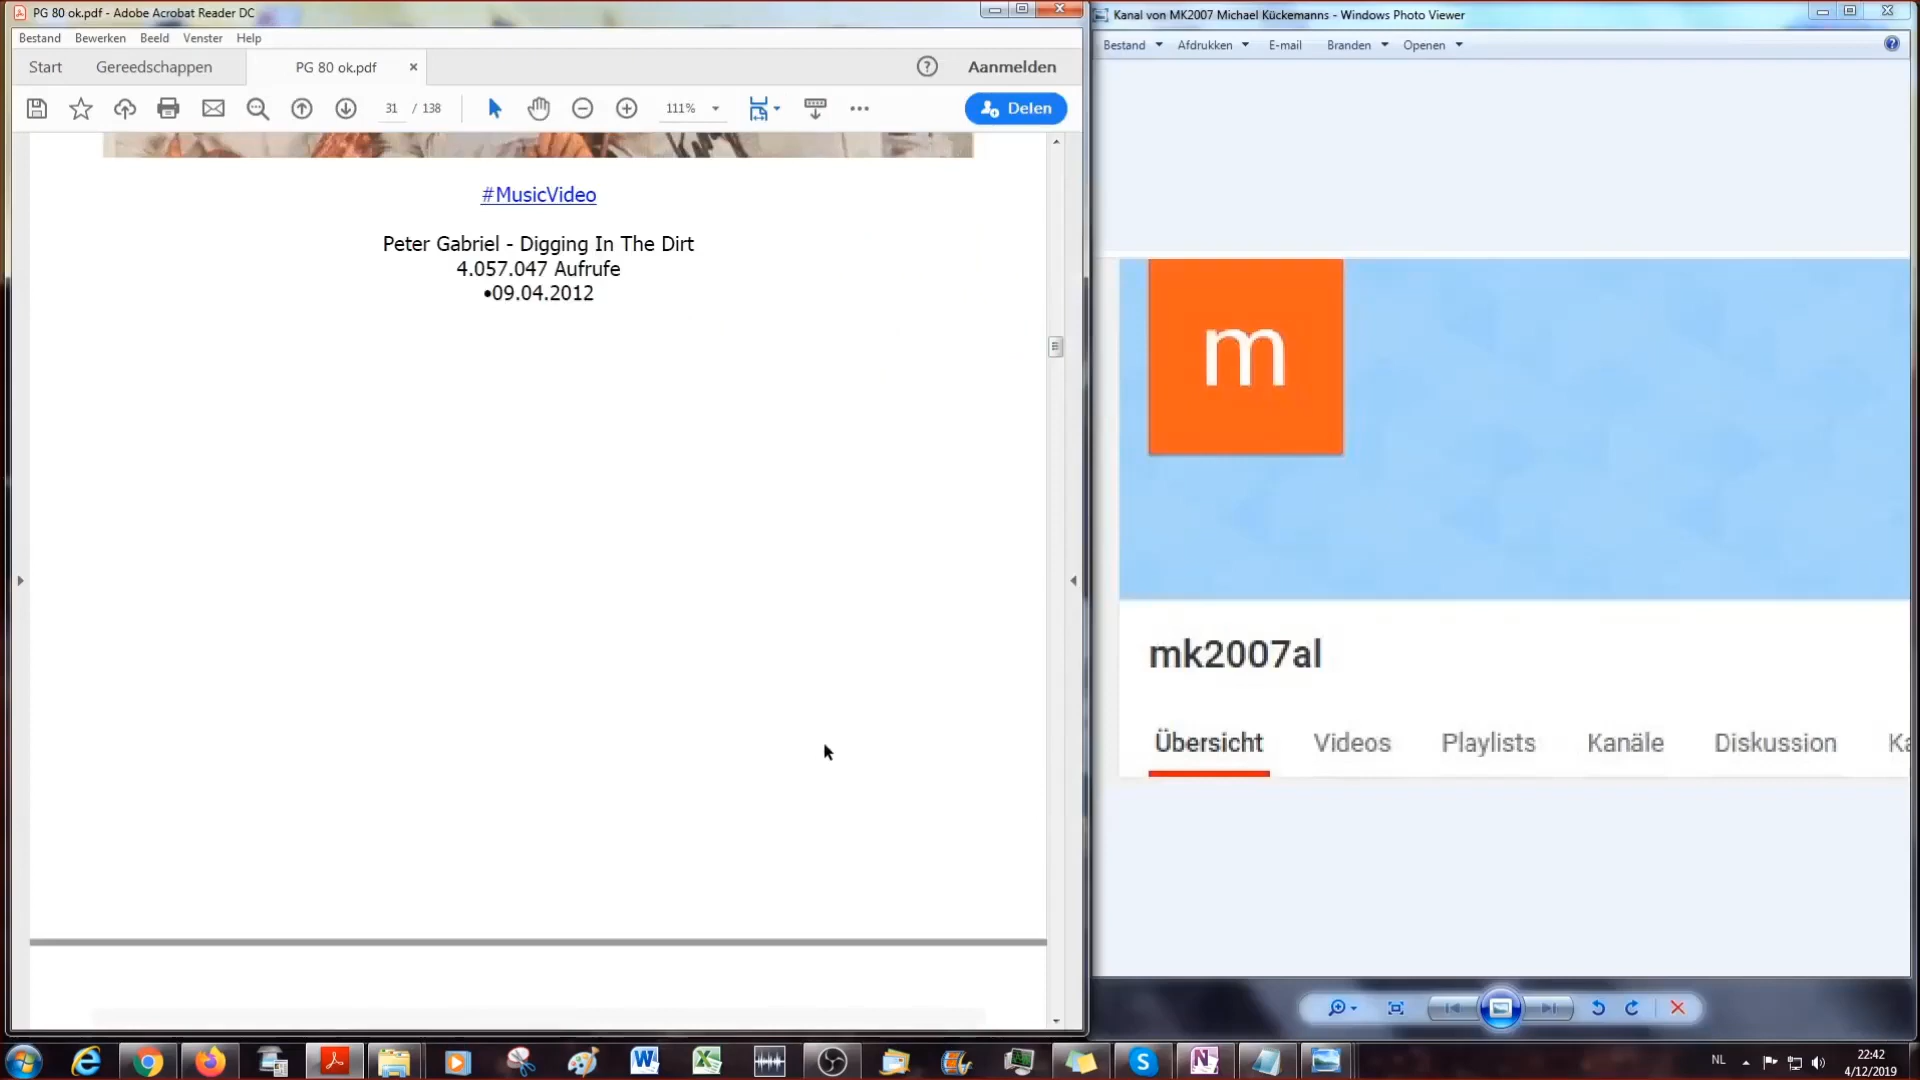 PG 80 ok.pdf - Adobe Acrobat Reader DC
Bestand Bewerken Beeld Venster Help
Start Gereedschappen PG 80 ok.pdf × Aanmelden
31 / 138 111% Delen
#MusicVideo
Peter Gabriel - Digging In The Dirt
4.057.047 Aufrufe
•09.04.2012
Kanal von MK2007 Michael Kückemanns - Windows Photo Viewer
Bestand Afdrukken E-mail Branden Openen
m
mk2007al
Übersicht Videos Playlists Kanäle Diskussion Ka
NL 22:42
4/12/2019